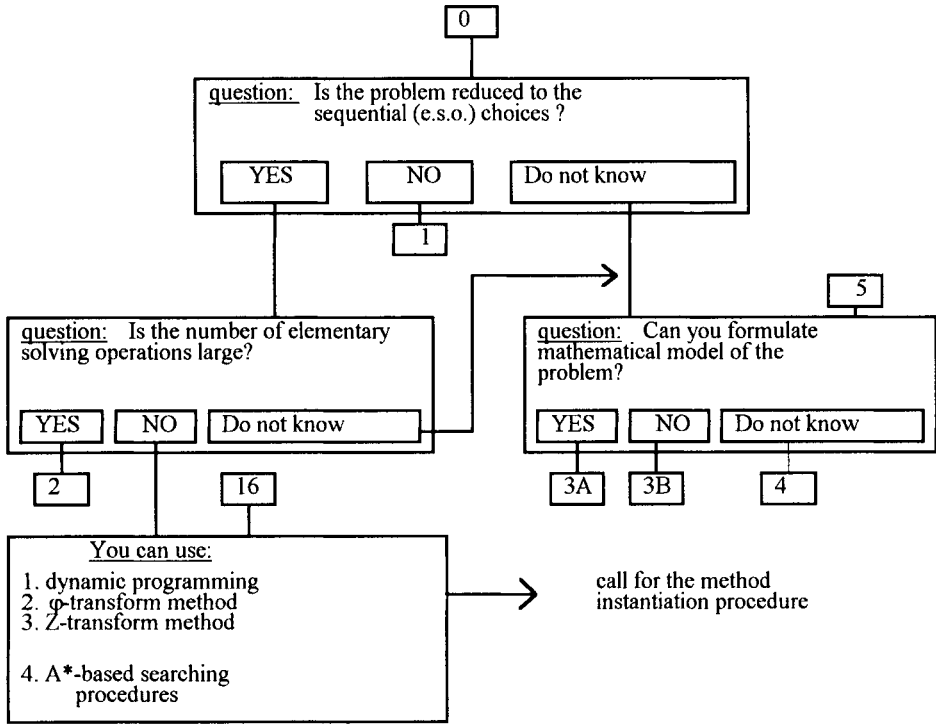 0
question: Is the problem reduced to the
sequential (e.s.o.) choices ?
YES
NO
Do not know
1
5
question: Is the number of elementary
solving operations large?
YES
NO
Do not know
question: Can you formulate
mathematical model of the
problem?
YES
NO
Do not know
2
16
3A
3B
4
You can use:
1. dynamic programming
2. φ-transform method
3. Z-transform method
4. A*-based searching
procedures
call for the method
instantiation procedure